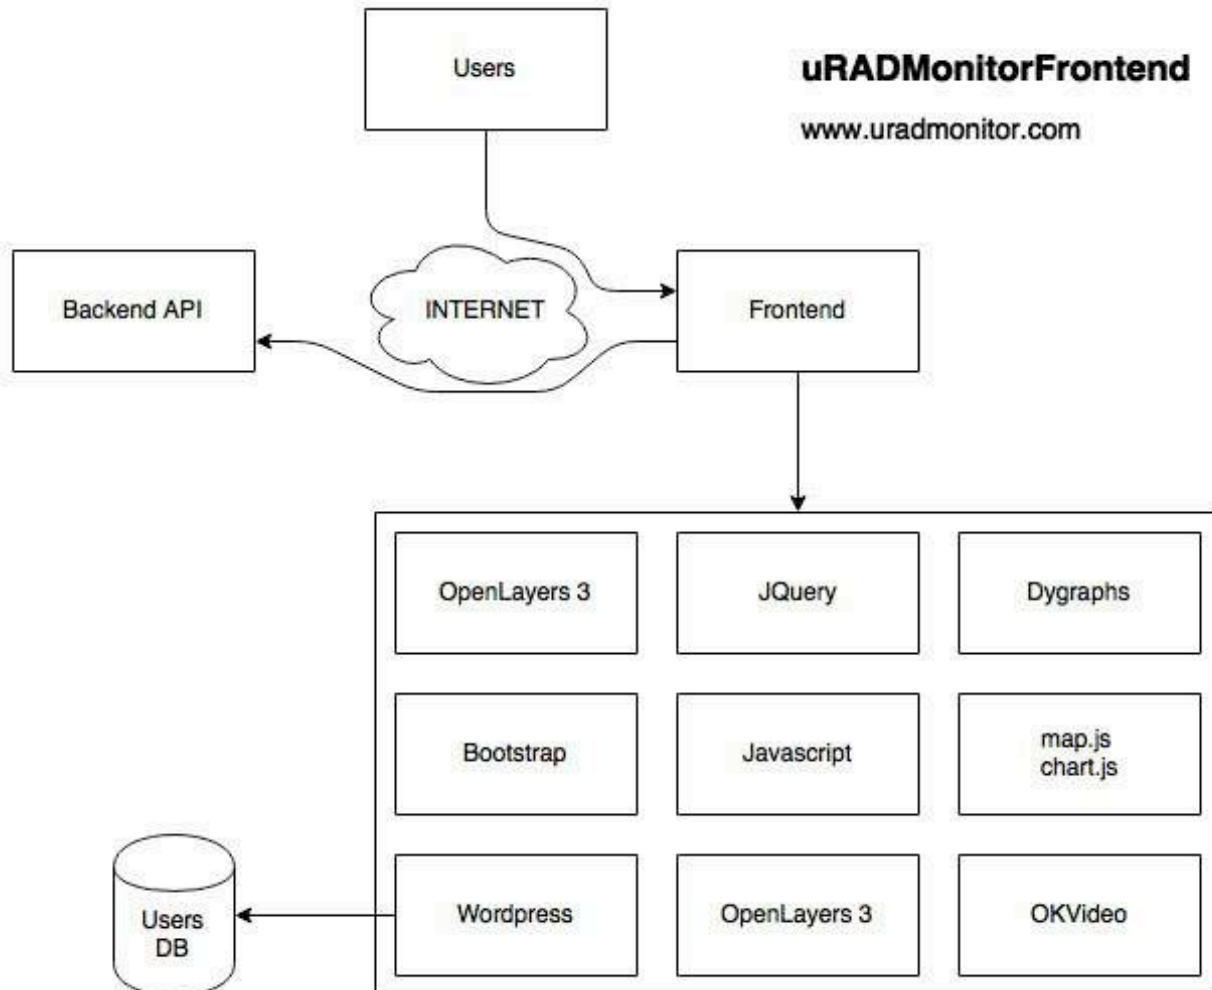 Users
uRADMonitorFrontend
www.uradmonitor.com
Backend API
INTERNET
Frontend
OpenLayers 3
JQuery
Dygraphs
Bootstrap
Javascript
map.js
chart.js
Users
DB
Wordpress
OpenLayers 3
OKVideo